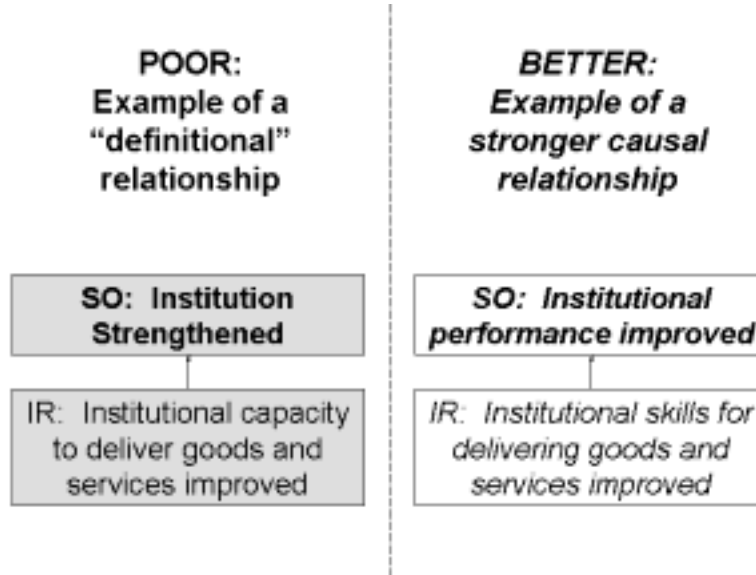 POOR:
Example of a
“definitional”
relationship
SO:  Institution
Strengthened
IR:  Institutional capacity
to deliver goods and
services improved
BETTER:
Example of a
stronger causal
relationship
SO:  Institutional
performance improved
IR:  Institutional skills for
delivering goods and
services improved